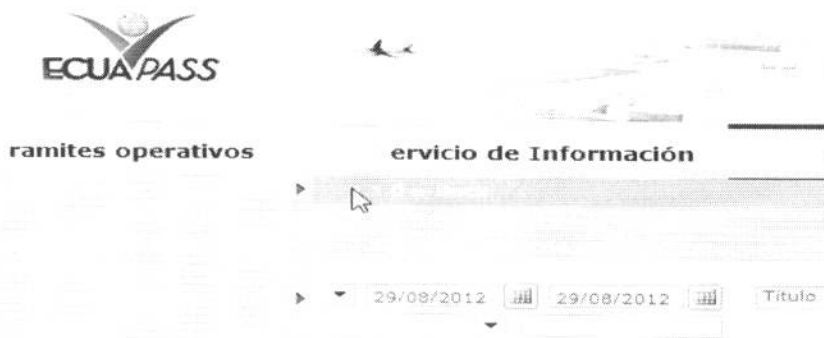 ECUAPASS
ramites operativos ervicio de Información
29/08/2012 29/08/2012 Título